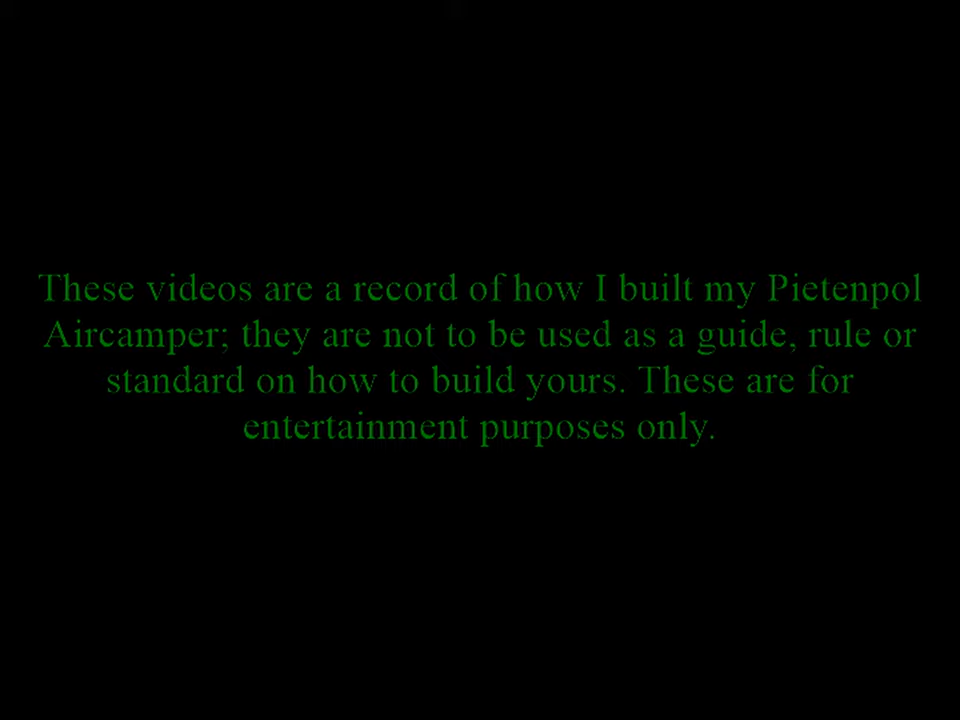 These videos are a record of how I built my Pietenpol
Aircamper; they are not to be used as a guide, rule or
standard on how to build yours. These are for
entertainment purposes only.